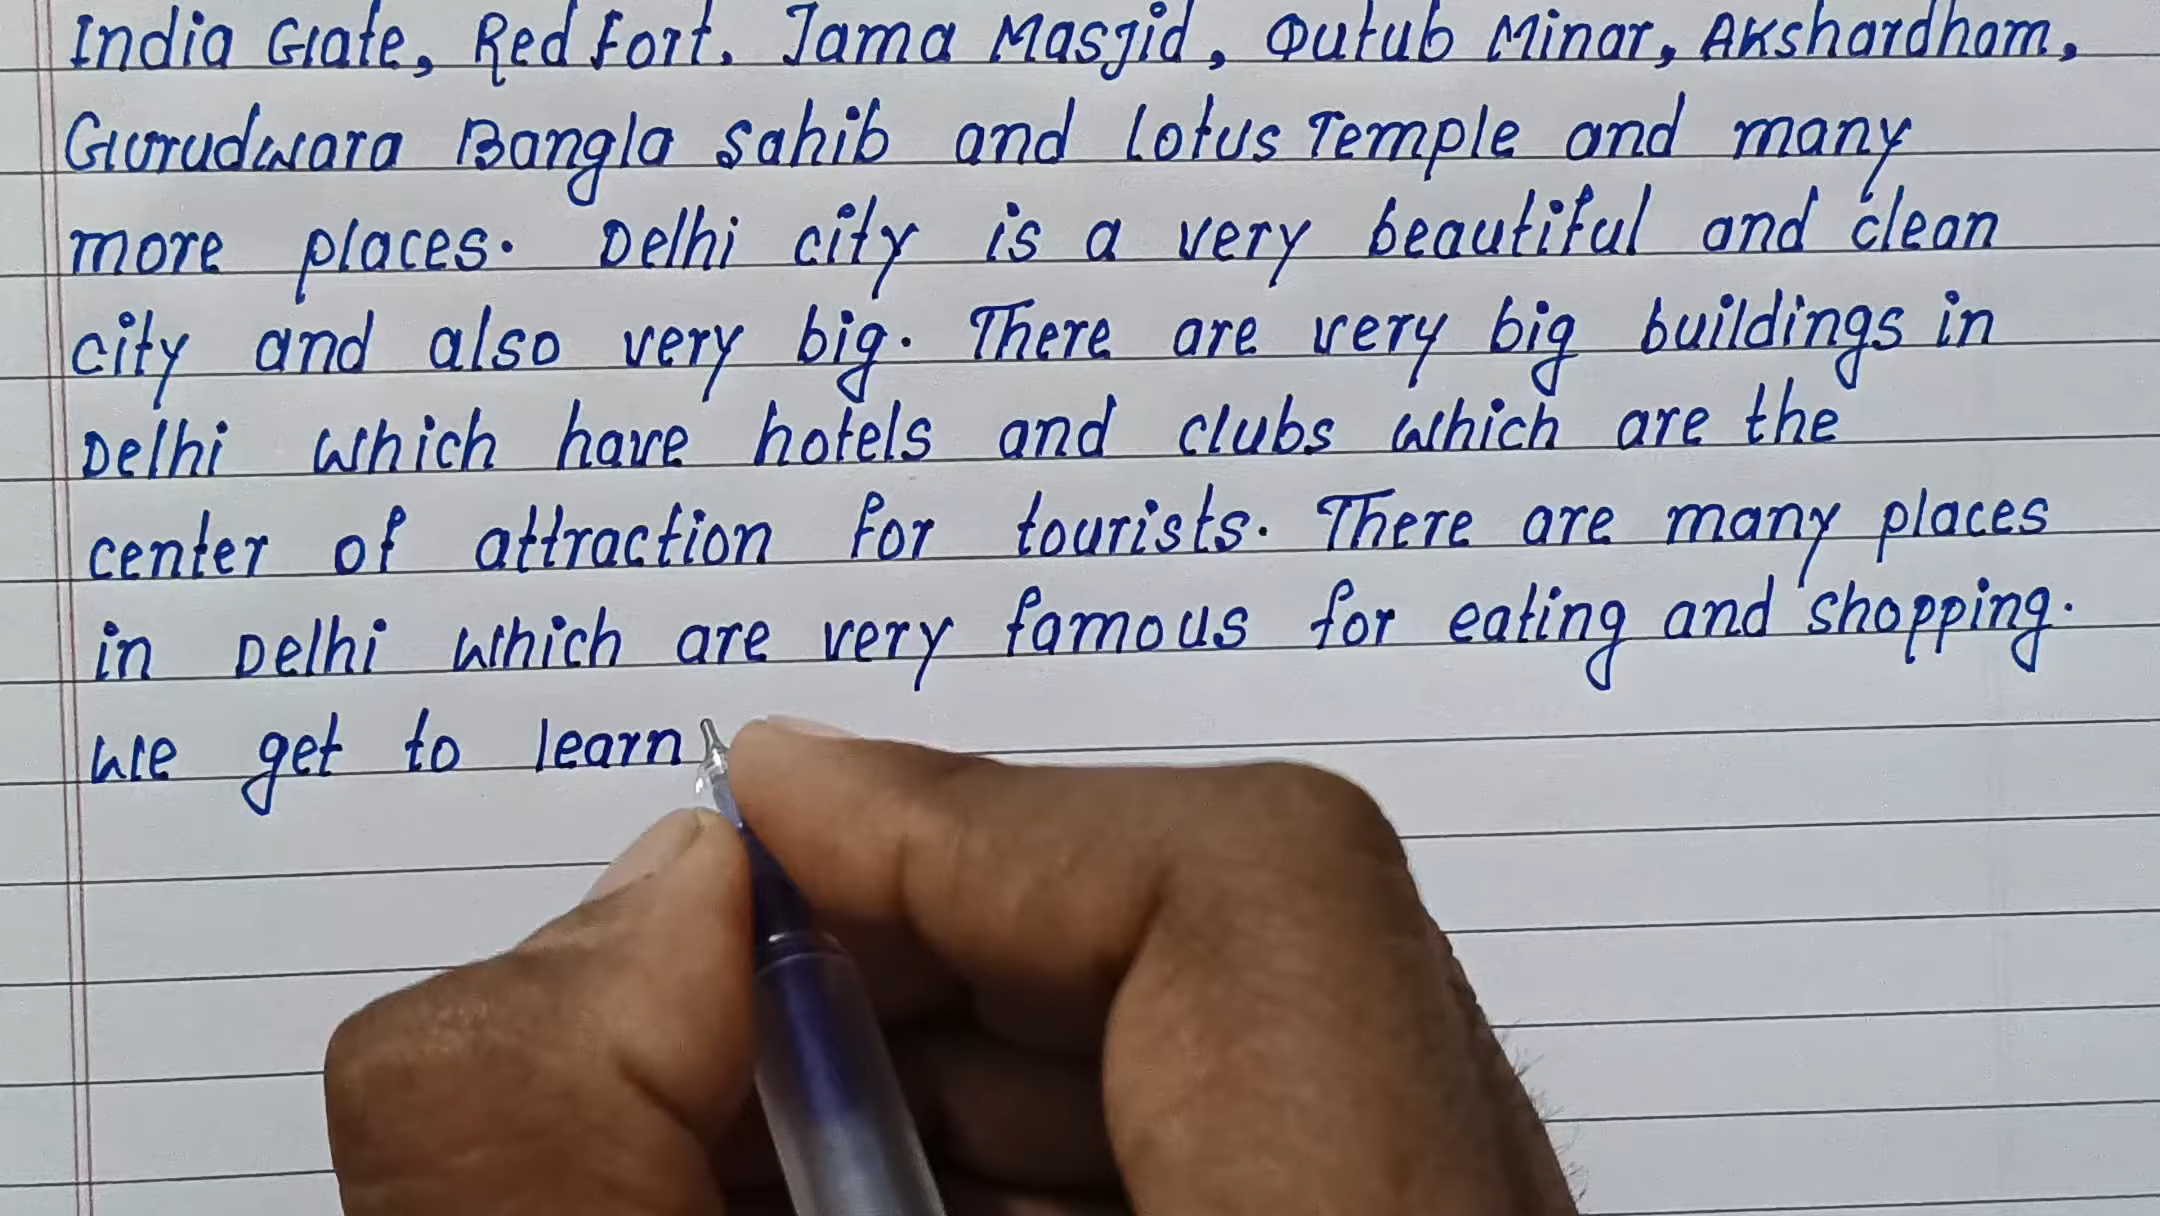 India Gate, Red Fort. Jama Masjid, Qutub Minar, Akshardham,
Gurudwara Bangla Sahib and Lotus Temple and many
more places. Delhi city is a very beautiful and clean
city and also very big. There are very big buildings in
Delhi which have hotels and clubs which are the
center of attraction for tourists. There are many places
in Delhi which are very famous for eating and shopping.
we get to learn